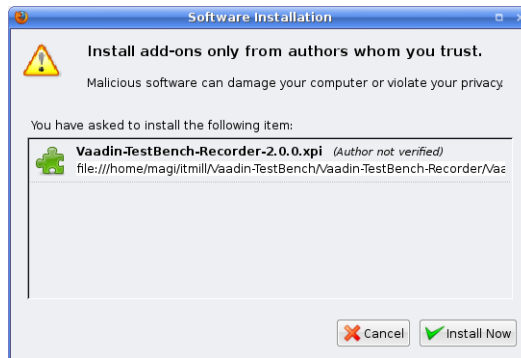 Software Installation
Install add-ons only from authors whom you trust.
Malicious software can damage your computer or violate your privacy.
You have asked to install the following item:
Vaadin-TestBench-Recorder-2.0.0.xpi (Author not verified)
file:///home/magi/itmill/Vaadin-TestBench/Vaadin-TestBench-Recorder/Vaa
Cancel
Install Now